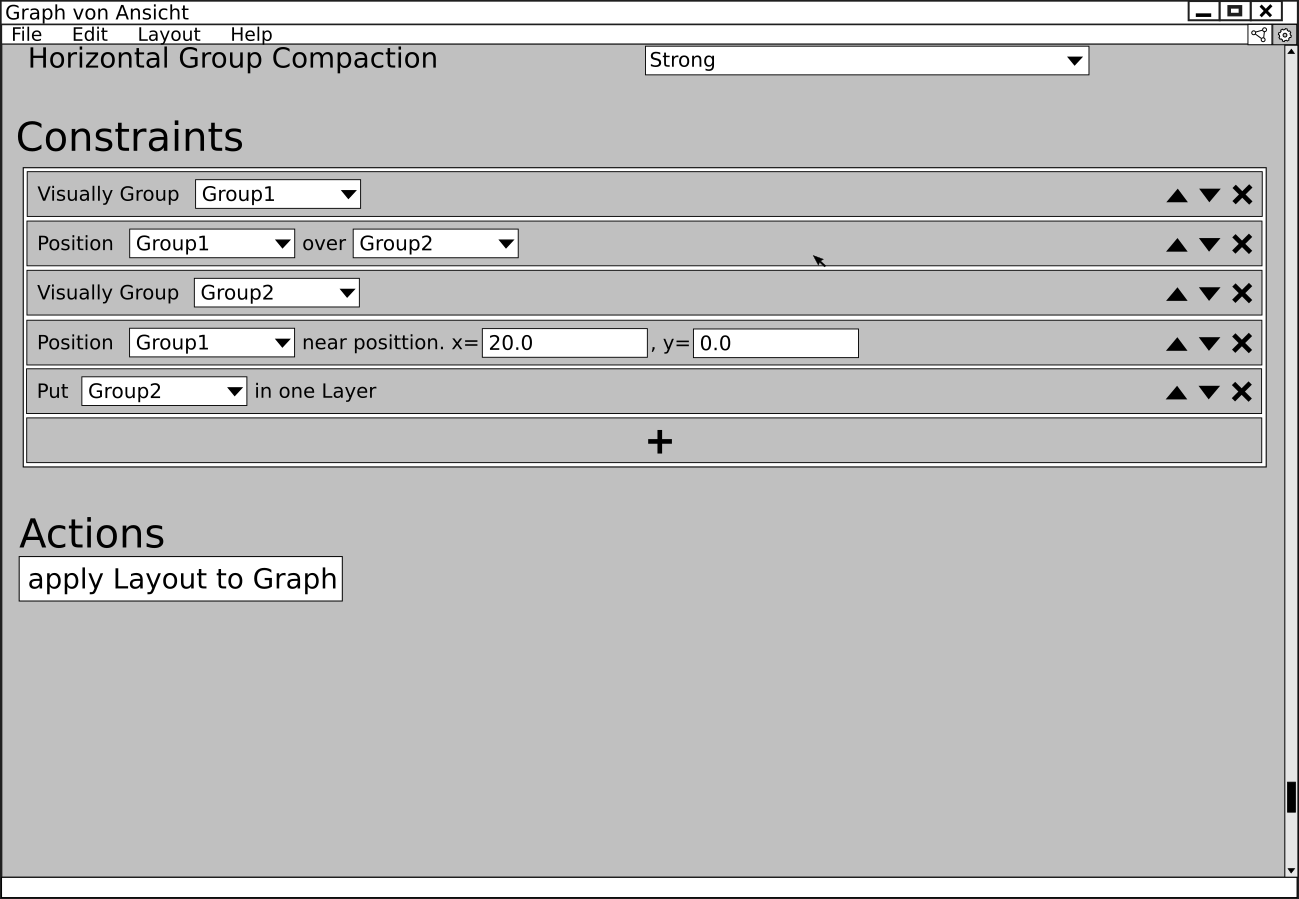 Graph von Ansicht
File Edit Layout Help
Horizontal Group Compaction Strong
Constraints
Visually Group Group1
Position Group1 over Group2
Visually Group Group2
Position Group1 near posittion. x= 20.0 , y= 0.0
Put Group2 in one Layer
+
Actions
apply Layout to Graph